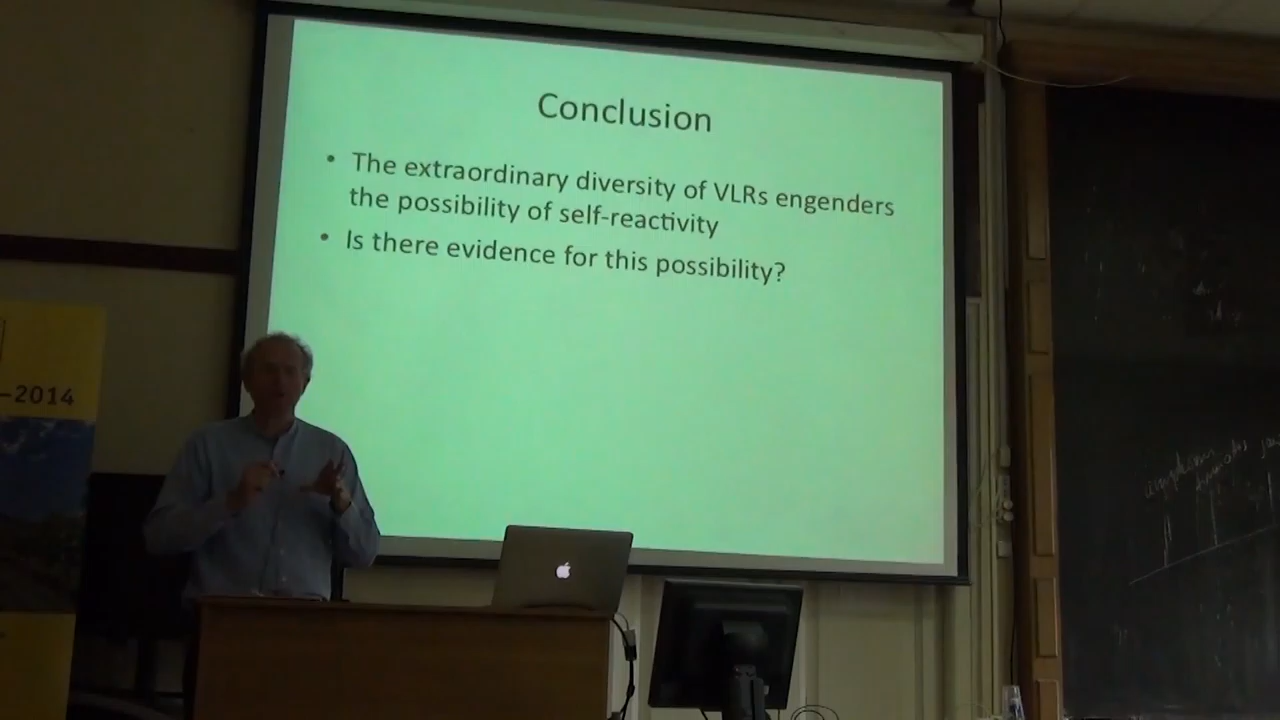 Conclusion
• The extraordinary diversity of VLRs engenders
the possibility of self-reactivity
• Is there evidence for this possibility?
–2014